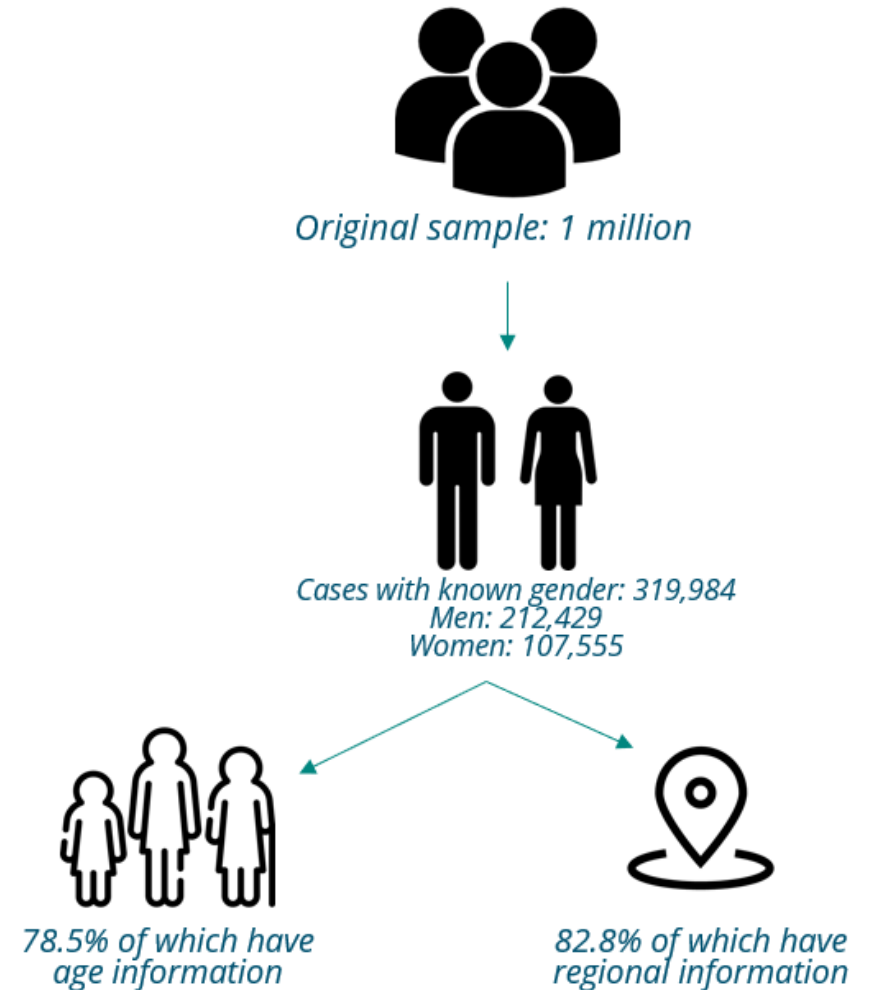 Original sample: 1 million
Cases with known gender: 319,984
Men: 212,429
Women: 107,555
78.5% of which have
age information
82.8% of which have
regional information